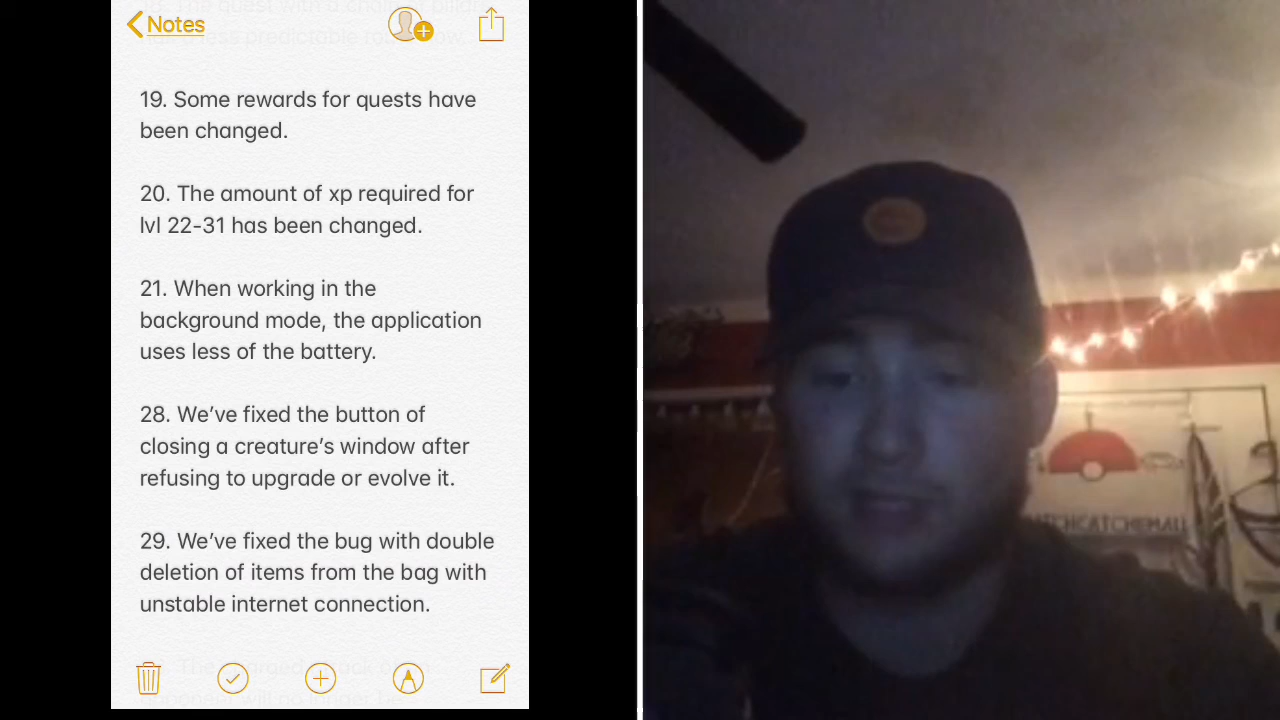 Notes
19. Some rewards for quests have
been changed.
20. The amount of xp required for
lvl 22-31 has been changed.
21. When working in the
background mode, the application
uses less of the battery.
28. We’ve fixed the button of
closing a creature’s window after
refusing to upgrade or evolve it.
29. We’ve fixed the bug with double
deletion of items from the bag with
unstable internet connection.